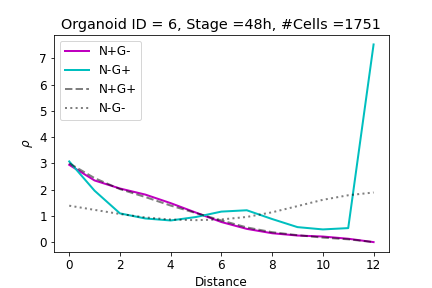 Organoid ID = 6, Stage =48h, #Cells =1751
N+G-
N-G+
N+G+
N-G-
ρ
7
6
5
4
3
2
1
0
0 2 4 6 8 10 12
Distance